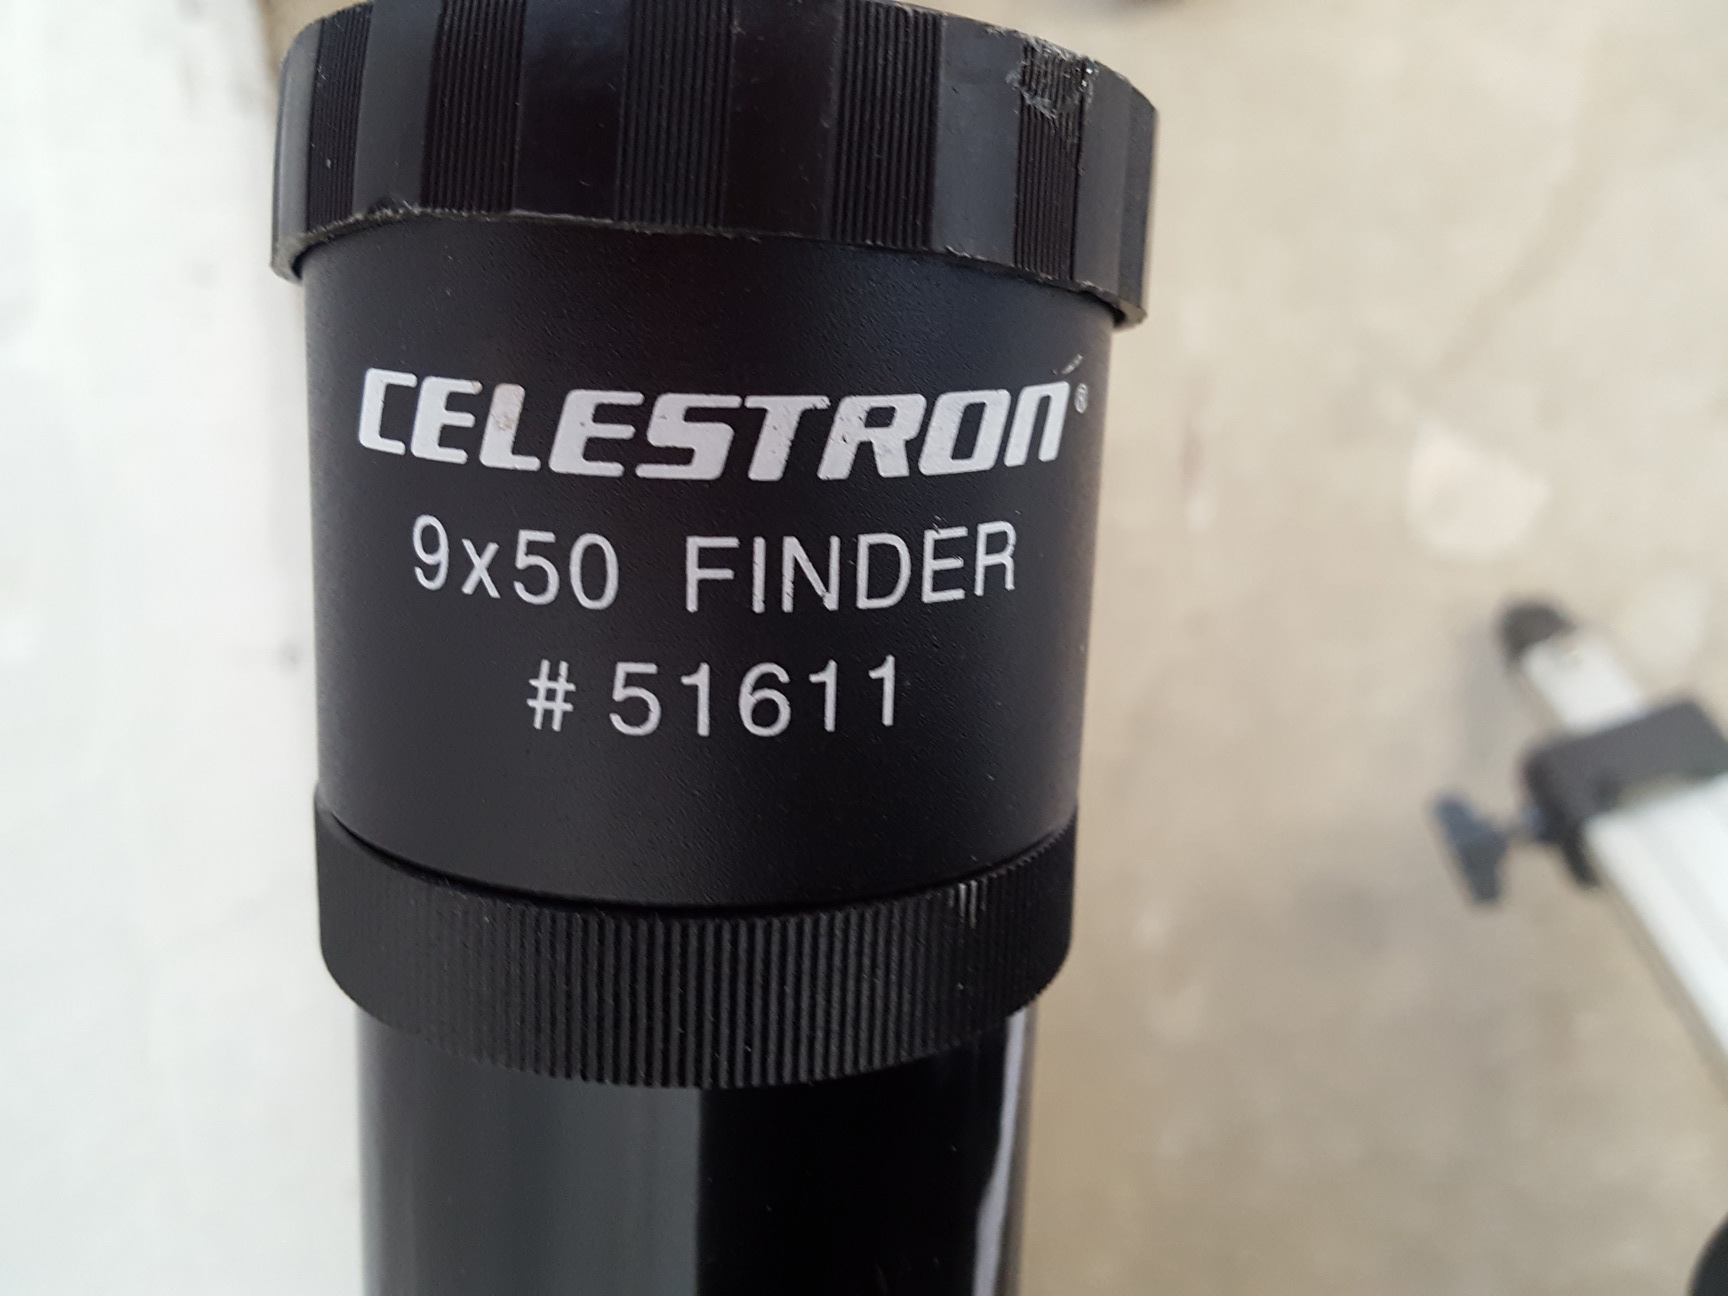 CELESTRON®
9x50 FINDER
# 51611